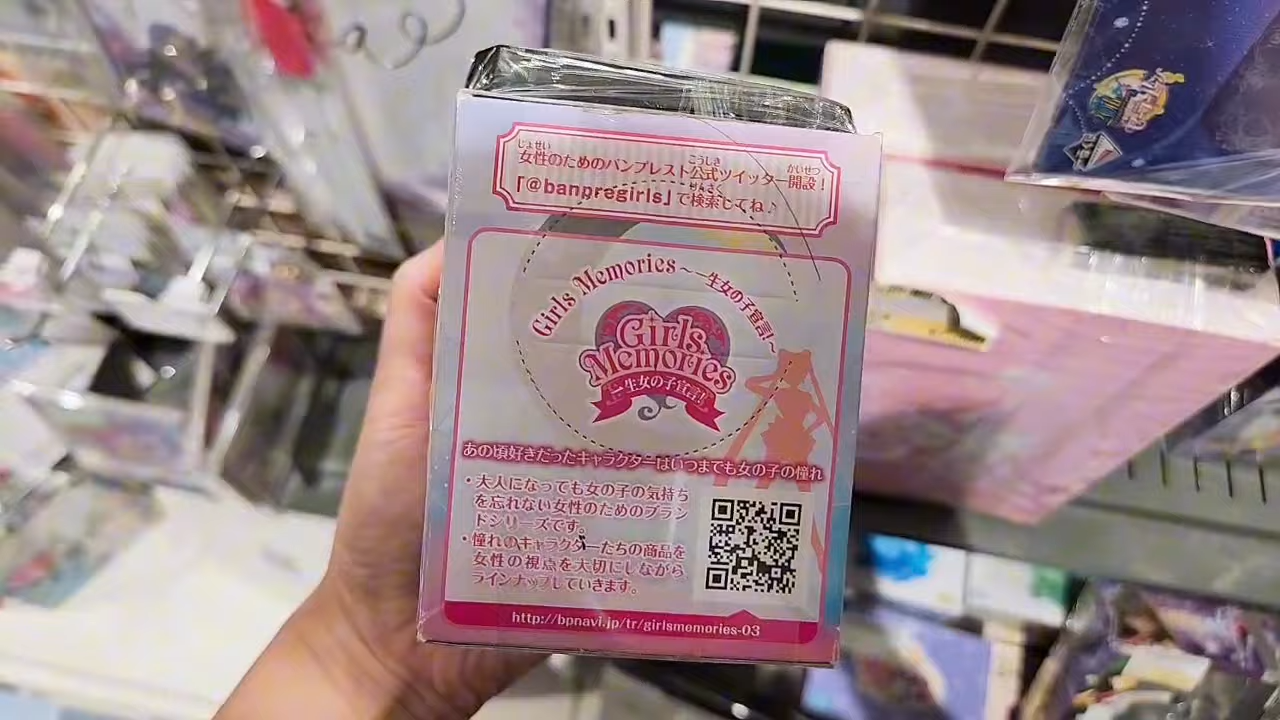 女性のためのバンプレスト公式ツイッター開設!
「@banpregirls」で検索してね♪
Girls Memories ～一生女の子宣言!～
Girls
Memories
一生女の子宣言!
あの頃好きだったキャラクターはいつまでも女の子の憧れ
・大人になっても女の子の気持ち
を忘れない女性のためのブラン
ドシリーズです。
・憧れのキャラクターたちの商品を
女性の視点を大切にしながら
ラインナップしていきます。
http://bpnavi.jp/tr/girlsmemories-03